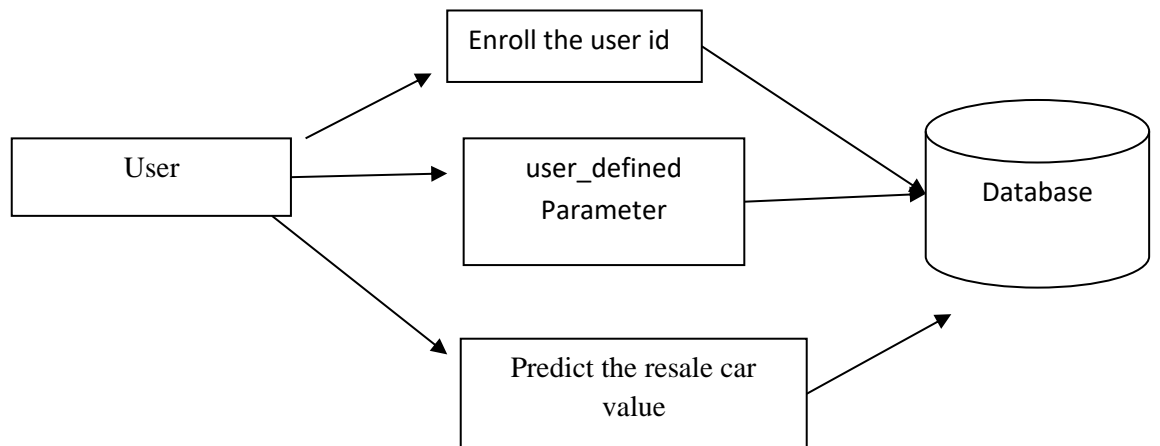 Enroll the user id
User
user_defined
Parameter
Database
Predict the resale car
value